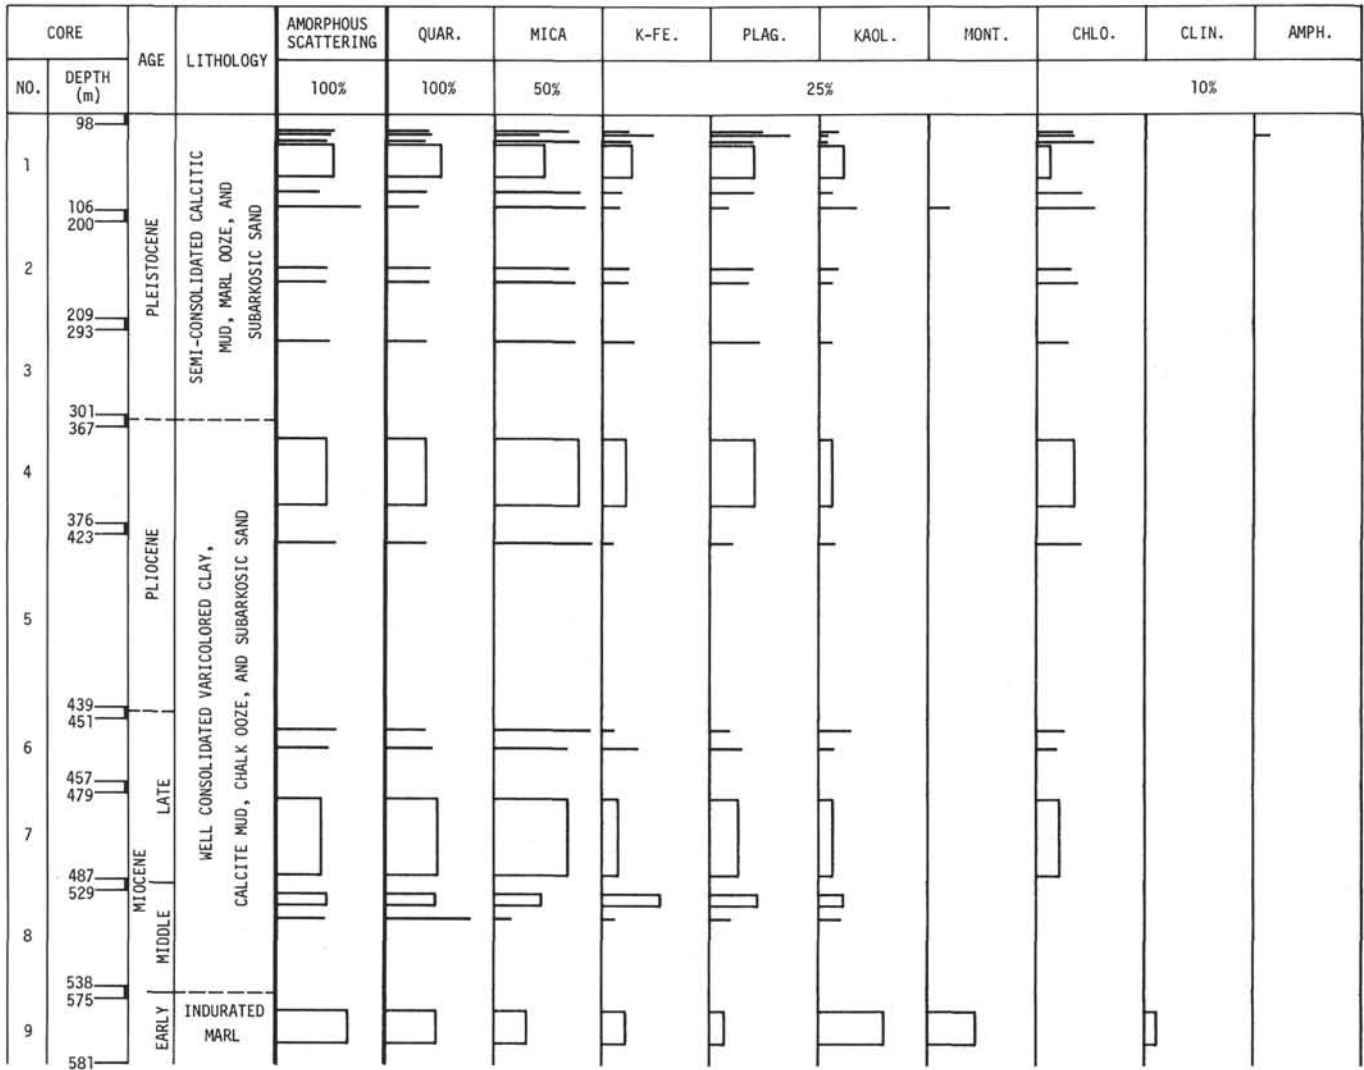 CORE
AGE
LITHOLOGY
AMORPHOUS
SCATTERING
QUAR.
MICA
K-FE.
PLAG.
KAOL.
MONT.
CHLO.
CLIN.
AMPH.
NO.
DEPTH
(m)
100%
100%
50%
25%
10%
98
1
106
200
2
209
293
3
301
367
4
376
423
5
439
451
6
457
479
7
487
529
8
538
575
9
581
PLEISTOCENE
PLIOCENE
MIOCENE
LATE
MIDDLE
EARLY
SEMI-CONSOLIDATED CALCITIC
MUD, MARL OOZE, AND
SUBARKOSIC SAND
WELL CONSOLIDATED VARICOLORED CLAY,
CALCITE MUD, CHALK OOZE, AND SUBARKOSIC SAND
INDURATED
MARL